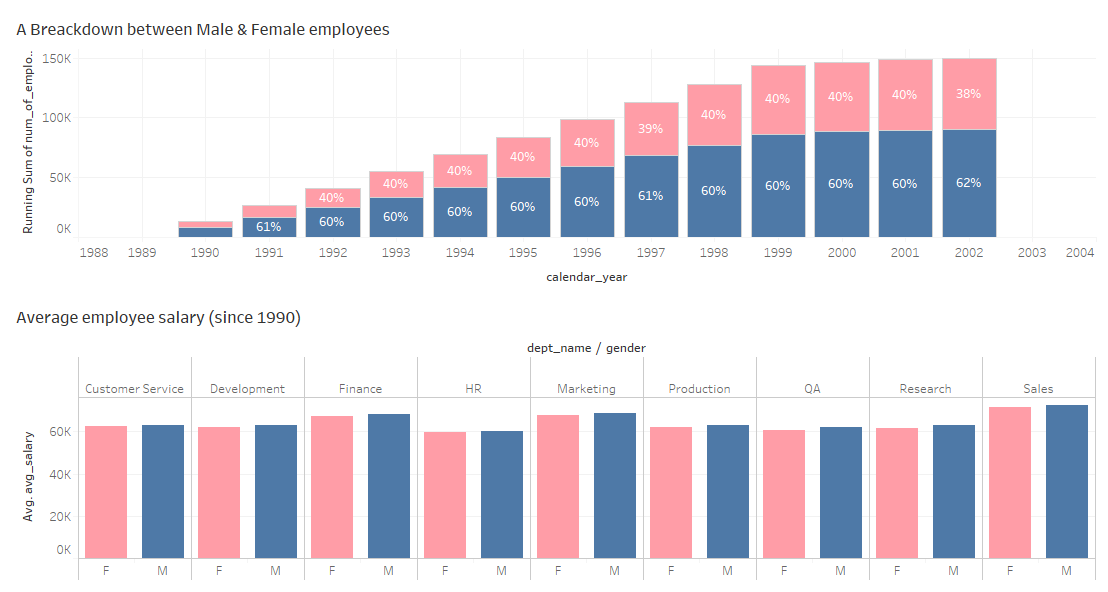 A Breackdown between Male & Female employees
Running Sum of num_of_emplo..
150K
100K
50K
0K
40% 40% 40% 40% 40% 39% 40% 40% 40% 40% 38%
61% 60% 60% 60% 60% 60% 61% 60% 60% 60% 60% 62%
1988 1989 1990 1991 1992 1993 1994 1995 1996 1997 1998 1999 2000 2001 2002 2003 2004
calendar_year
Average employee salary (since 1990)
dept_name / gender
Customer Service Development Finance HR Marketing Production QA Research Sales
Avg. avg_salary
60K
40K
20K
0K
F M F M F M F M F M F M F M F M F M